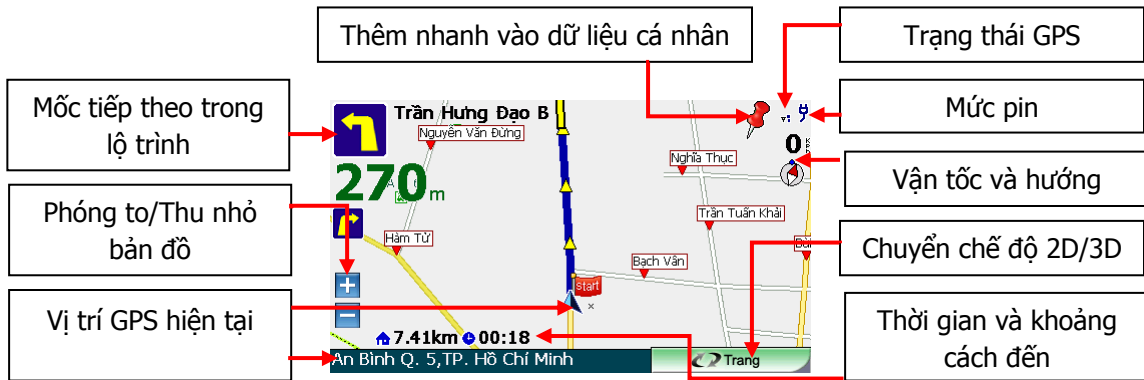 Thêm nhanh vào dữ liệu cá nhân
Trạng thái GPS
Mốc tiếp theo trong
lộ trình
Mức pin
Vận tốc và hướng
Phóng to/Thu nhỏ
bản đồ
Chuyển chế độ 2D/3D
Vị trí GPS hiện tại
Thời gian và khoảng
cách đến
Trần Hưng Đạo B
Nguyễn Văn Đừng
0
Nghĩa Thục
270m
Trần Tuấn Khải
Hàm Tử
Bạch Vân
start
+
−
7.41km 00:18
An Bình Q. 5,TP. Hồ Chí Minh
Trang